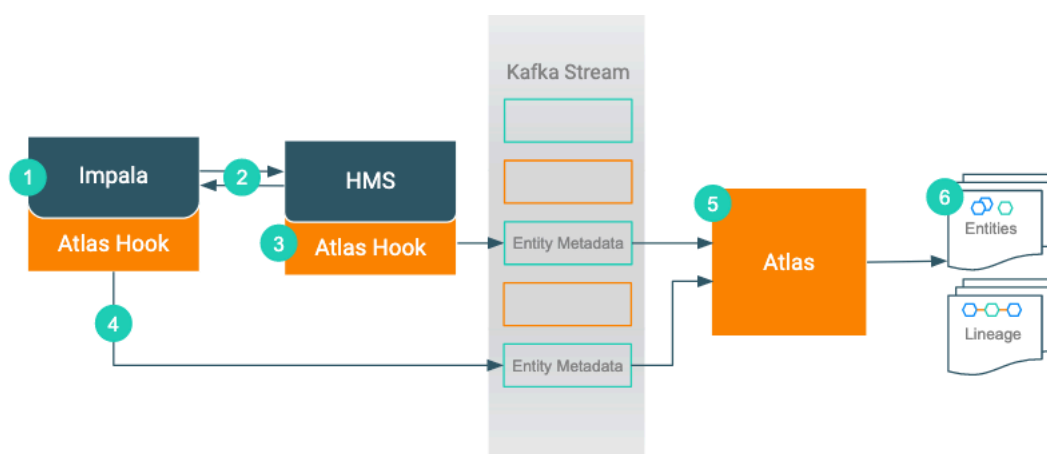 Kafka Stream
1
Impala
2
HMS
Atlas Hook
3
Atlas Hook
Entity Metadata
4
Entity Metadata
5
Atlas
6
Entities
Lineage